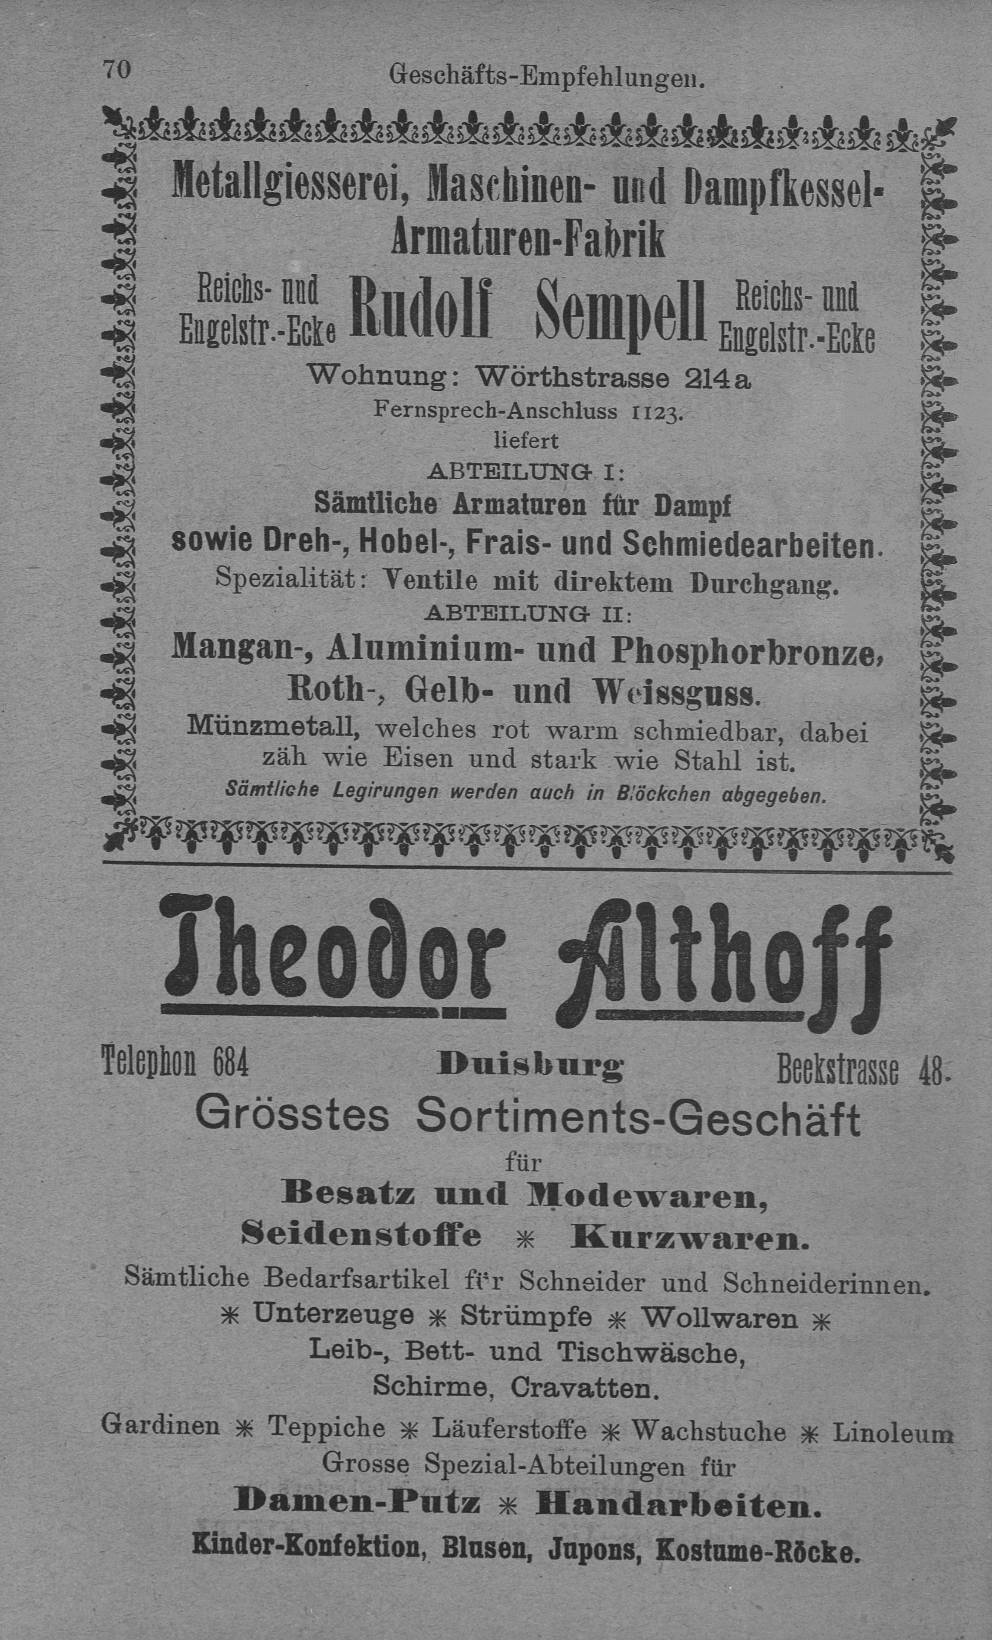 70
Geschäfts-Empfehlungen.
Metallgiesserei, Maschinen- und Dampfkessel-
Armaturen-Fabrik
Reichs- und
Engelstr.-Ecke
Rudolf Sempell
Reichs- und
Engelstr.-Ecke
Wohnung: Wörthstrasse 214a
Fernsprech-Anschluss 1123.
liefert
ABTEILUNG I:
Sämtliche Armaturen für Dampf
sowie Dreh-, Hobel-, Frais- und Schmiedearbeiten.
Spezialität: Ventile mit direktem Durchgang.
ABTEILUNG II:
Mangan-, Aluminium- und Phosphorbronze,
Roth-, Gelb- und Weissguss.
Münzmetall, welches rot warm schmiedbar, dabei
zäh wie Eisen und stark wie Stahl ist.
Sämtliche Legirungen werden auch in Blöckchen abgegeben.
Theodor Althoff
Telephon 684 Duisburg Beekstrasse 48.
Grösstes Sortiments-Geschäft
für
Besatz und Modewaren,
Seidenstoffe * Kurzwaren.
Sämtliche Bedarfsartikel für Schneider und Schneiderinnen.
* Unterzeuge * Strümpfe * Wollwaren *
Leib-, Bett- und Tischwäsche,
Schirme, Cravatten.
Gardinen * Teppiche * Läuferstoffe * Wachstuche * Linoleum
Grosse Spezial-Abteilungen für
Damen-Putz * Handarbeiten.
Kinder-Konfektion, Blusen, Jupons, Kostume-Röcke.